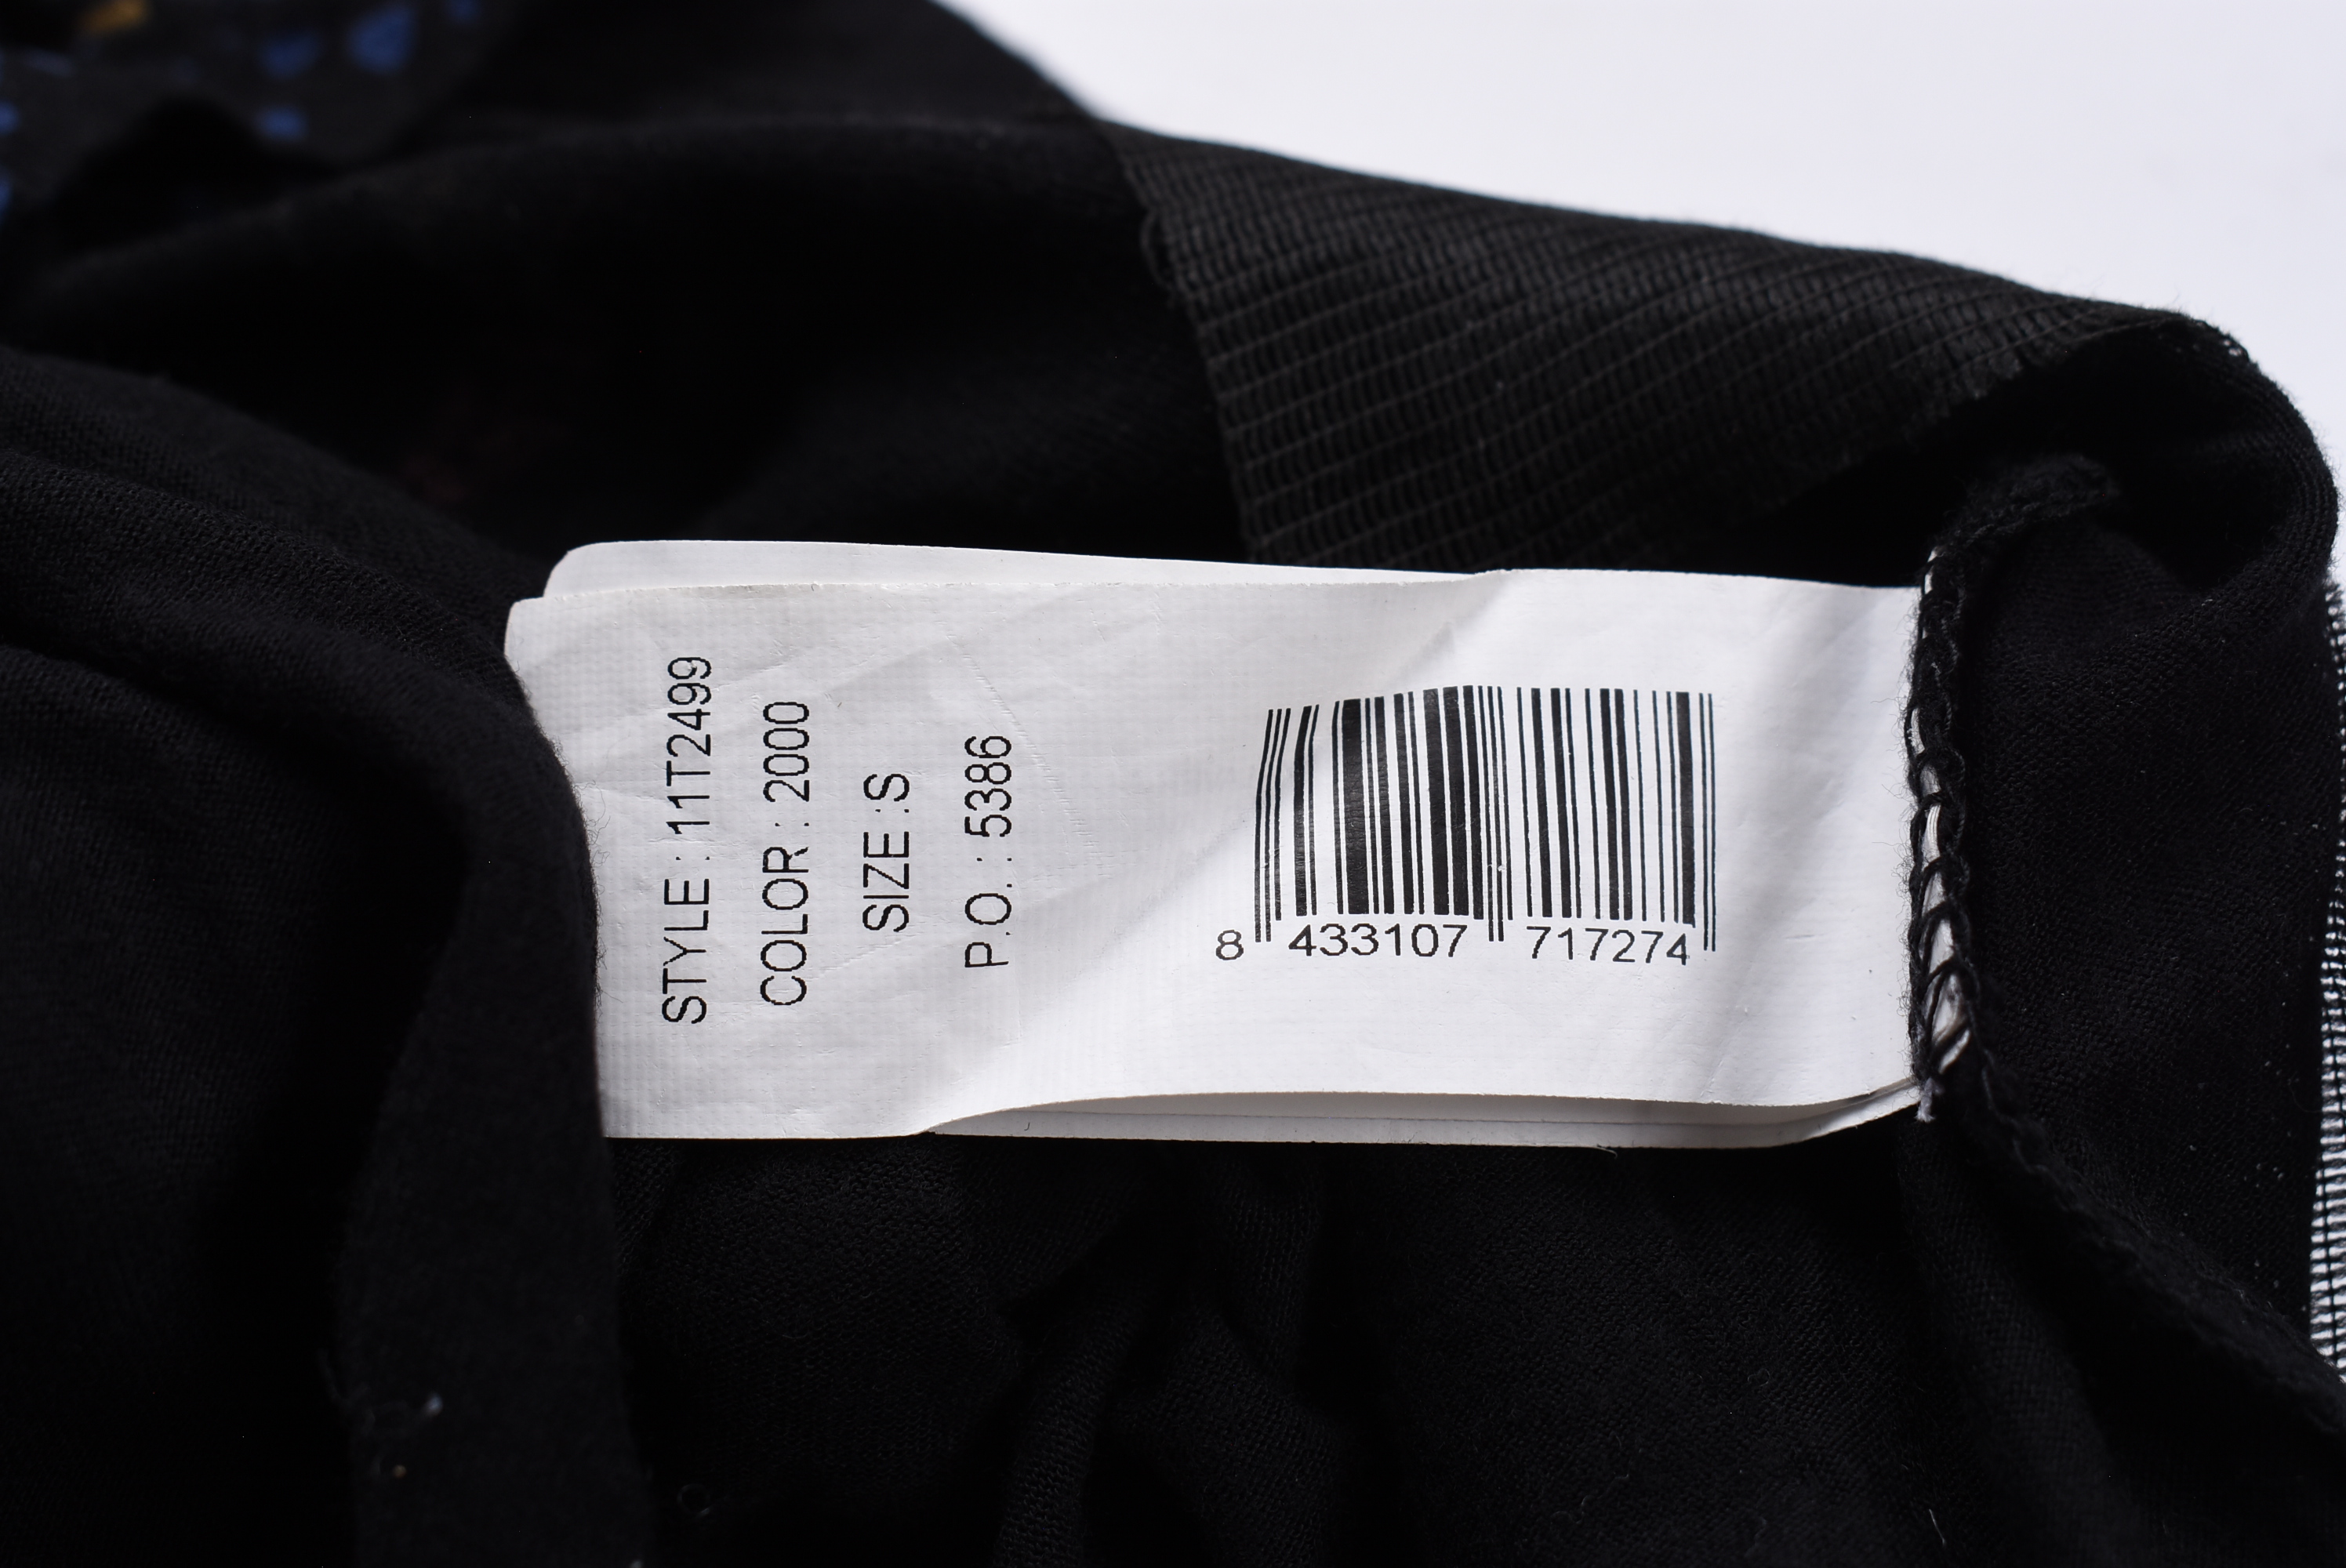 STYLE : 11T2499
COLOR : 2000
SIZE :S
P.O. : 5386
8 433107 717274